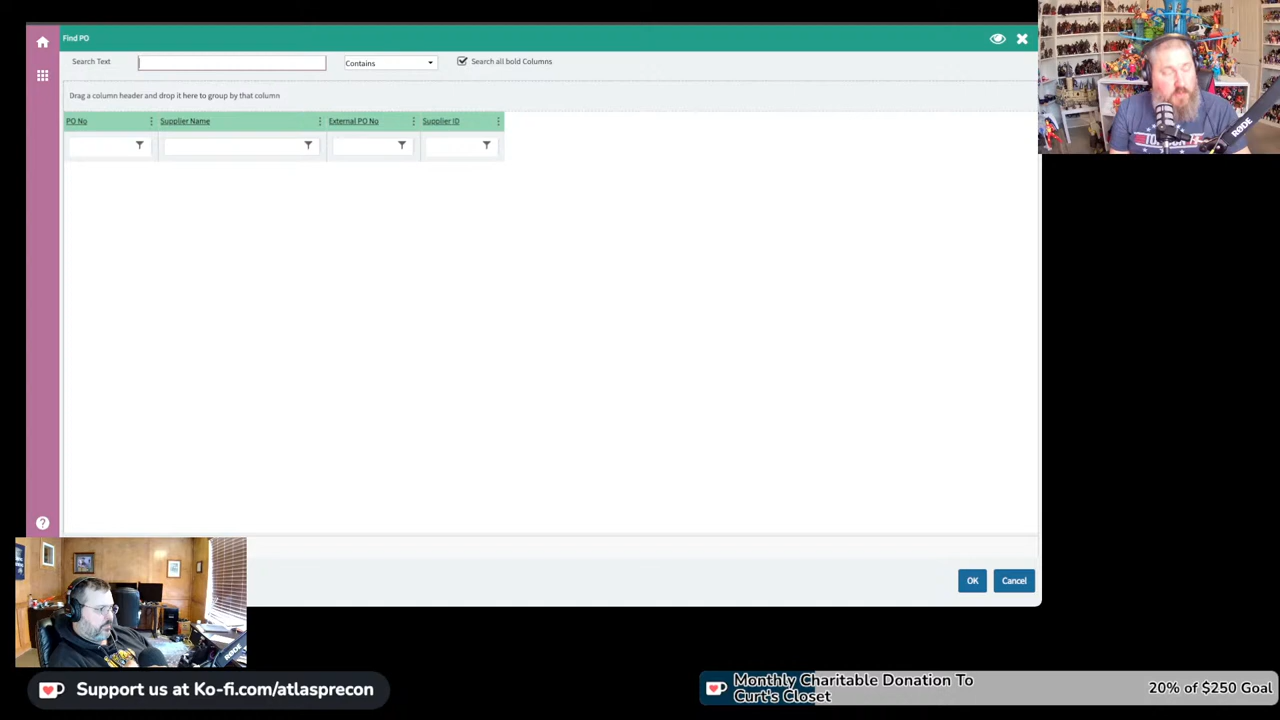 Find PO
Search Text
Contains
Search all bold Columns
Drag a column header and drop it here to group by that column
PO No
Supplier Name
External PO No
Supplier ID
RØDE
OK
Cancel
Support us at Ko-fi.com/atlasprecon
Monthly Charitable Donation To
Curt's Closet
20% of $250 Goal